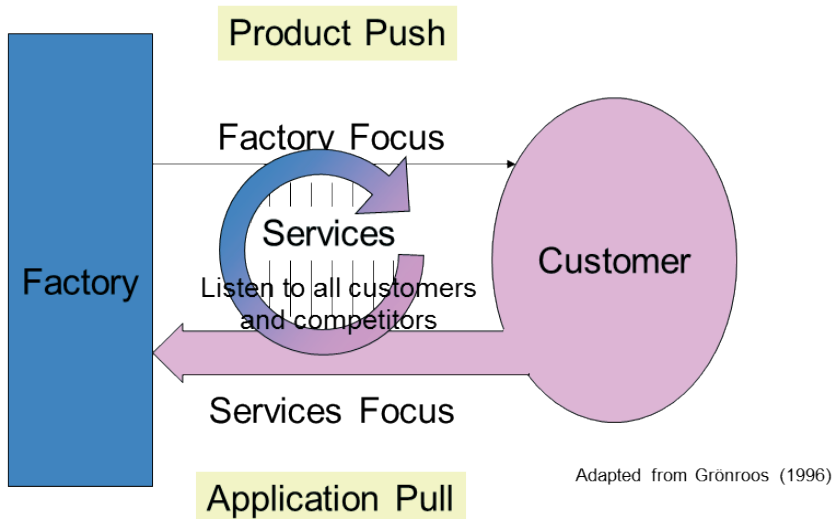 Product Push
Factory Focus
Services
Factory
Customer
Listen to all customers
and competitors
Services Focus
Adapted from Grönroos (1996)
Application Pull